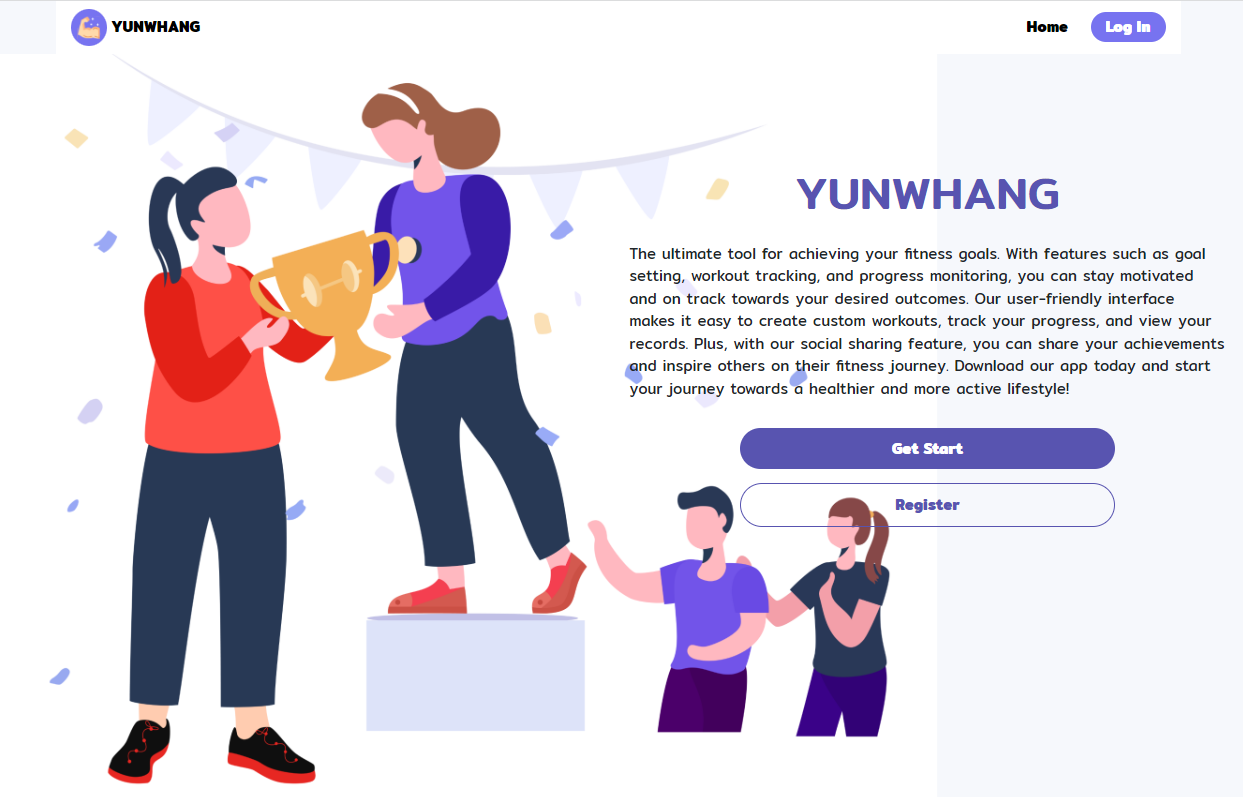 YUNWHANG
Home
Log In
YUNWHANG
The ultimate tool for achieving your fitness goals. With features such as goal
setting, workout tracking, and progress monitoring, you can stay motivated
and on track towards your desired outcomes. Our user-friendly interface
makes it easy to create custom workouts, track your progress, and view your
records. Plus, with our social sharing feature, you can share your achievements
and inspire others on their fitness journey. Download our app today and start
your journey towards a healthier and more active lifestyle!
Get Start
Register